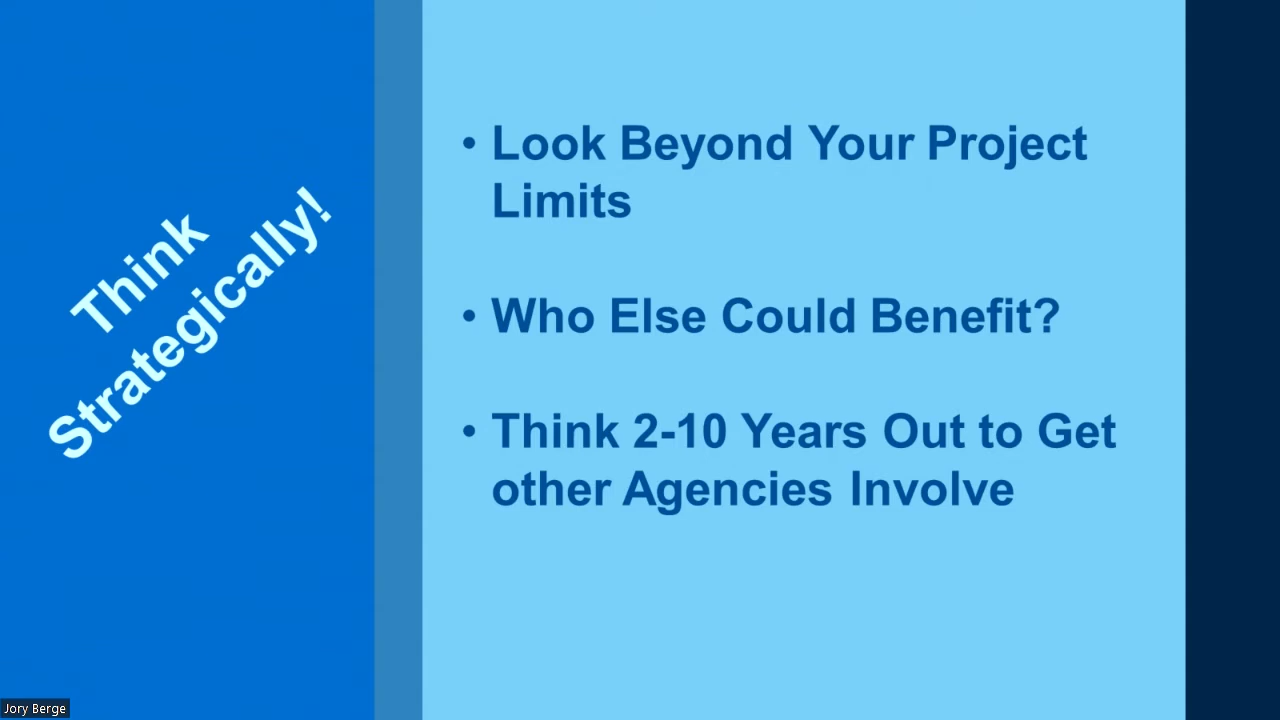 Think
Strategically!
• Look Beyond Your Project
Limits
• Who Else Could Benefit?
• Think 2-10 Years Out to Get
other Agencies Involve
Jory Berge